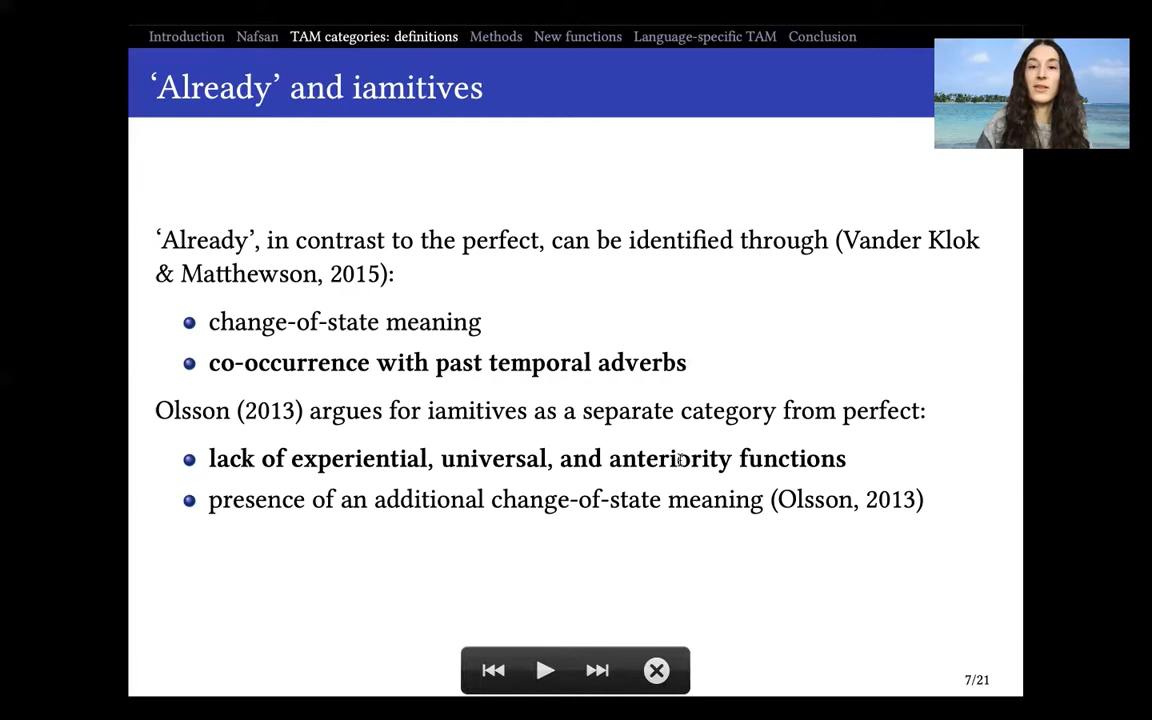 Introduction Nafsan TAM categories: definitions Methods New functions Language-specific TAM Conclusion
‘Already’ and iamitives
‘Already’, in contrast to the perfect, can be identified through (Vander Klok
& Matthewson, 2015):
change-of-state meaning
co-occurrence with past temporal adverbs
Olsson (2013) argues for iamitives as a separate category from perfect:
lack of experiential, universal, and anteriority functions
presence of an additional change-of-state meaning (Olsson, 2013)
7/21